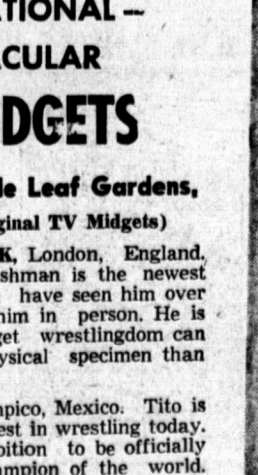 TIONAL —
CULAR
DGETS
le Leaf Gardens,
ginal TV Midgets)
K, London, England.
shman is the newest
have seen him over
him in person. He is
get wrestlingdom can
ysical specimen than
mpico, Mexico. Tito is
est in wrestling today.
bition to be officially
ampion of the world.